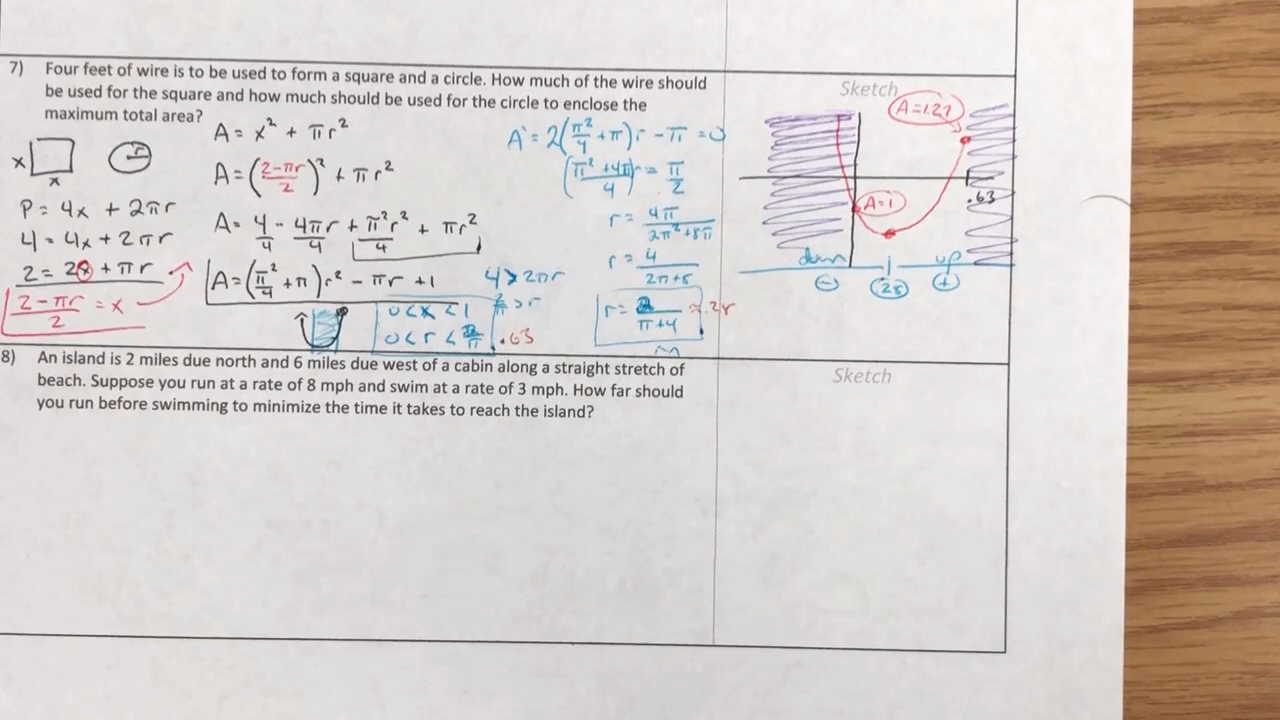 7) Four feet of wire is to be used to form a square and a circle. How much of the wire should
be used for the square and how much should be used for the circle to enclose the
maximum total area?
x
x
P = 4x + 2πr
4 = 4x + 2πr
2 = 2x + πr
2-πr/2 = x
A = x² + πr²
A = (2-πr/2)² + πr²
A = 4/4 - 4πr/4 + π²r²/4 + πr²
A = (π²/4 + π)r² - πr + 1
4 > 2πr
2/π > r
0 < x < 1
0 < r < 2/π .63
A' = 2(π²/4 + π)r - π = 0
(π² + 4π/4)r = π/2
r = 4π/2π² + 8π
r = 4/2π+8
r = 2/π+4 ≈ .28
Sketch
A=1.27
A=1
.63
down up
(-) .28 (+)
8) An island is 2 miles due north and 6 miles due west of a cabin along a straight stretch of
beach. Suppose you run at a rate of 8 mph and swim at a rate of 3 mph. How far should
you run before swimming to minimize the time it takes to reach the island?
Sketch